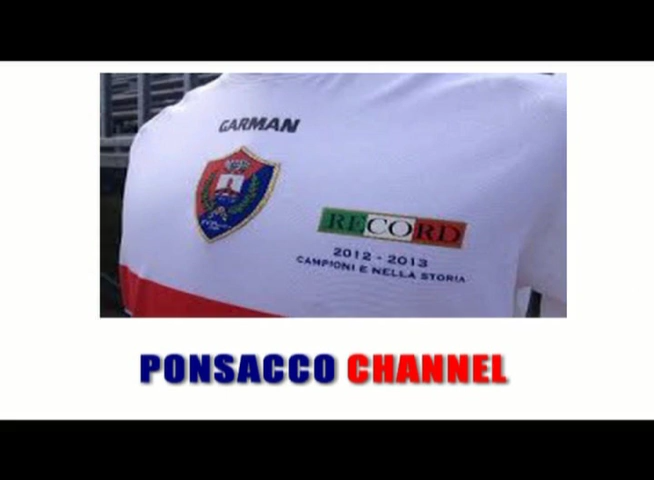 GARMAN
RECORD
2012 - 2013
CAMPIONI E NELLA STORIA
PONSACCO CHANNEL